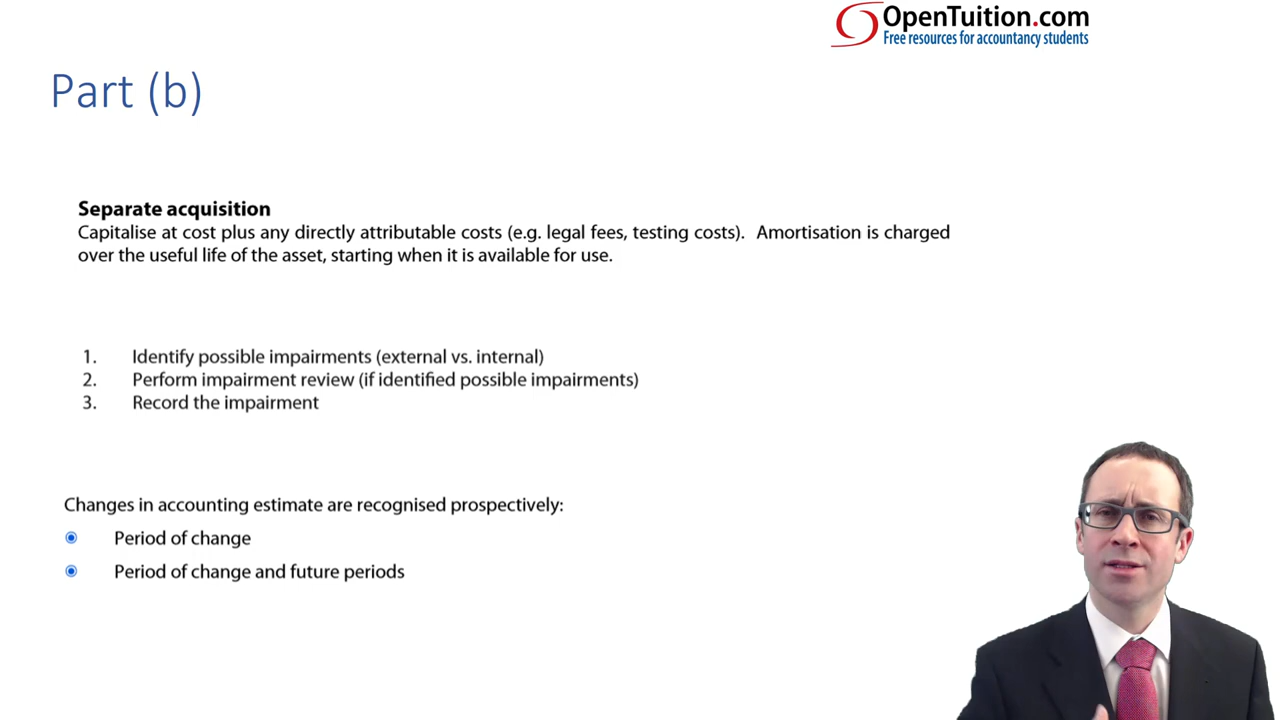 OpenTuition.com
Free resources for accountancy students
Part (b)
Separate acquisition
Capitalise at cost plus any directly attributable costs (e.g. legal fees, testing costs). Amortisation is charged
over the useful life of the asset, starting when it is available for use.
1. Identify possible impairments (external vs. internal)
2. Perform impairment review (if identified possible impairments)
3. Record the impairment
Changes in accounting estimate are recognised prospectively:
Period of change
Period of change and future periods